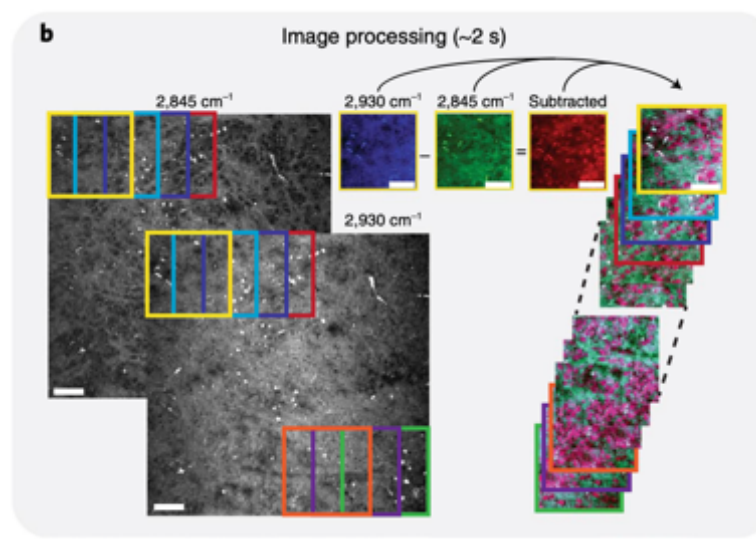 b
Image processing (~2 s)
2,845 cm⁻¹
2,930 cm⁻¹
2,845 cm⁻¹
Subtracted
–
=
2,930 cm⁻¹